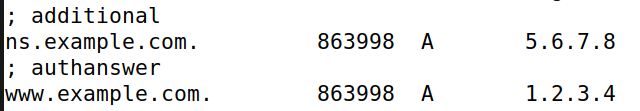 ; additional
ns.example.com. 863998 A 5.6.7.8
; authanswer
www.example.com. 863998 A 1.2.3.4